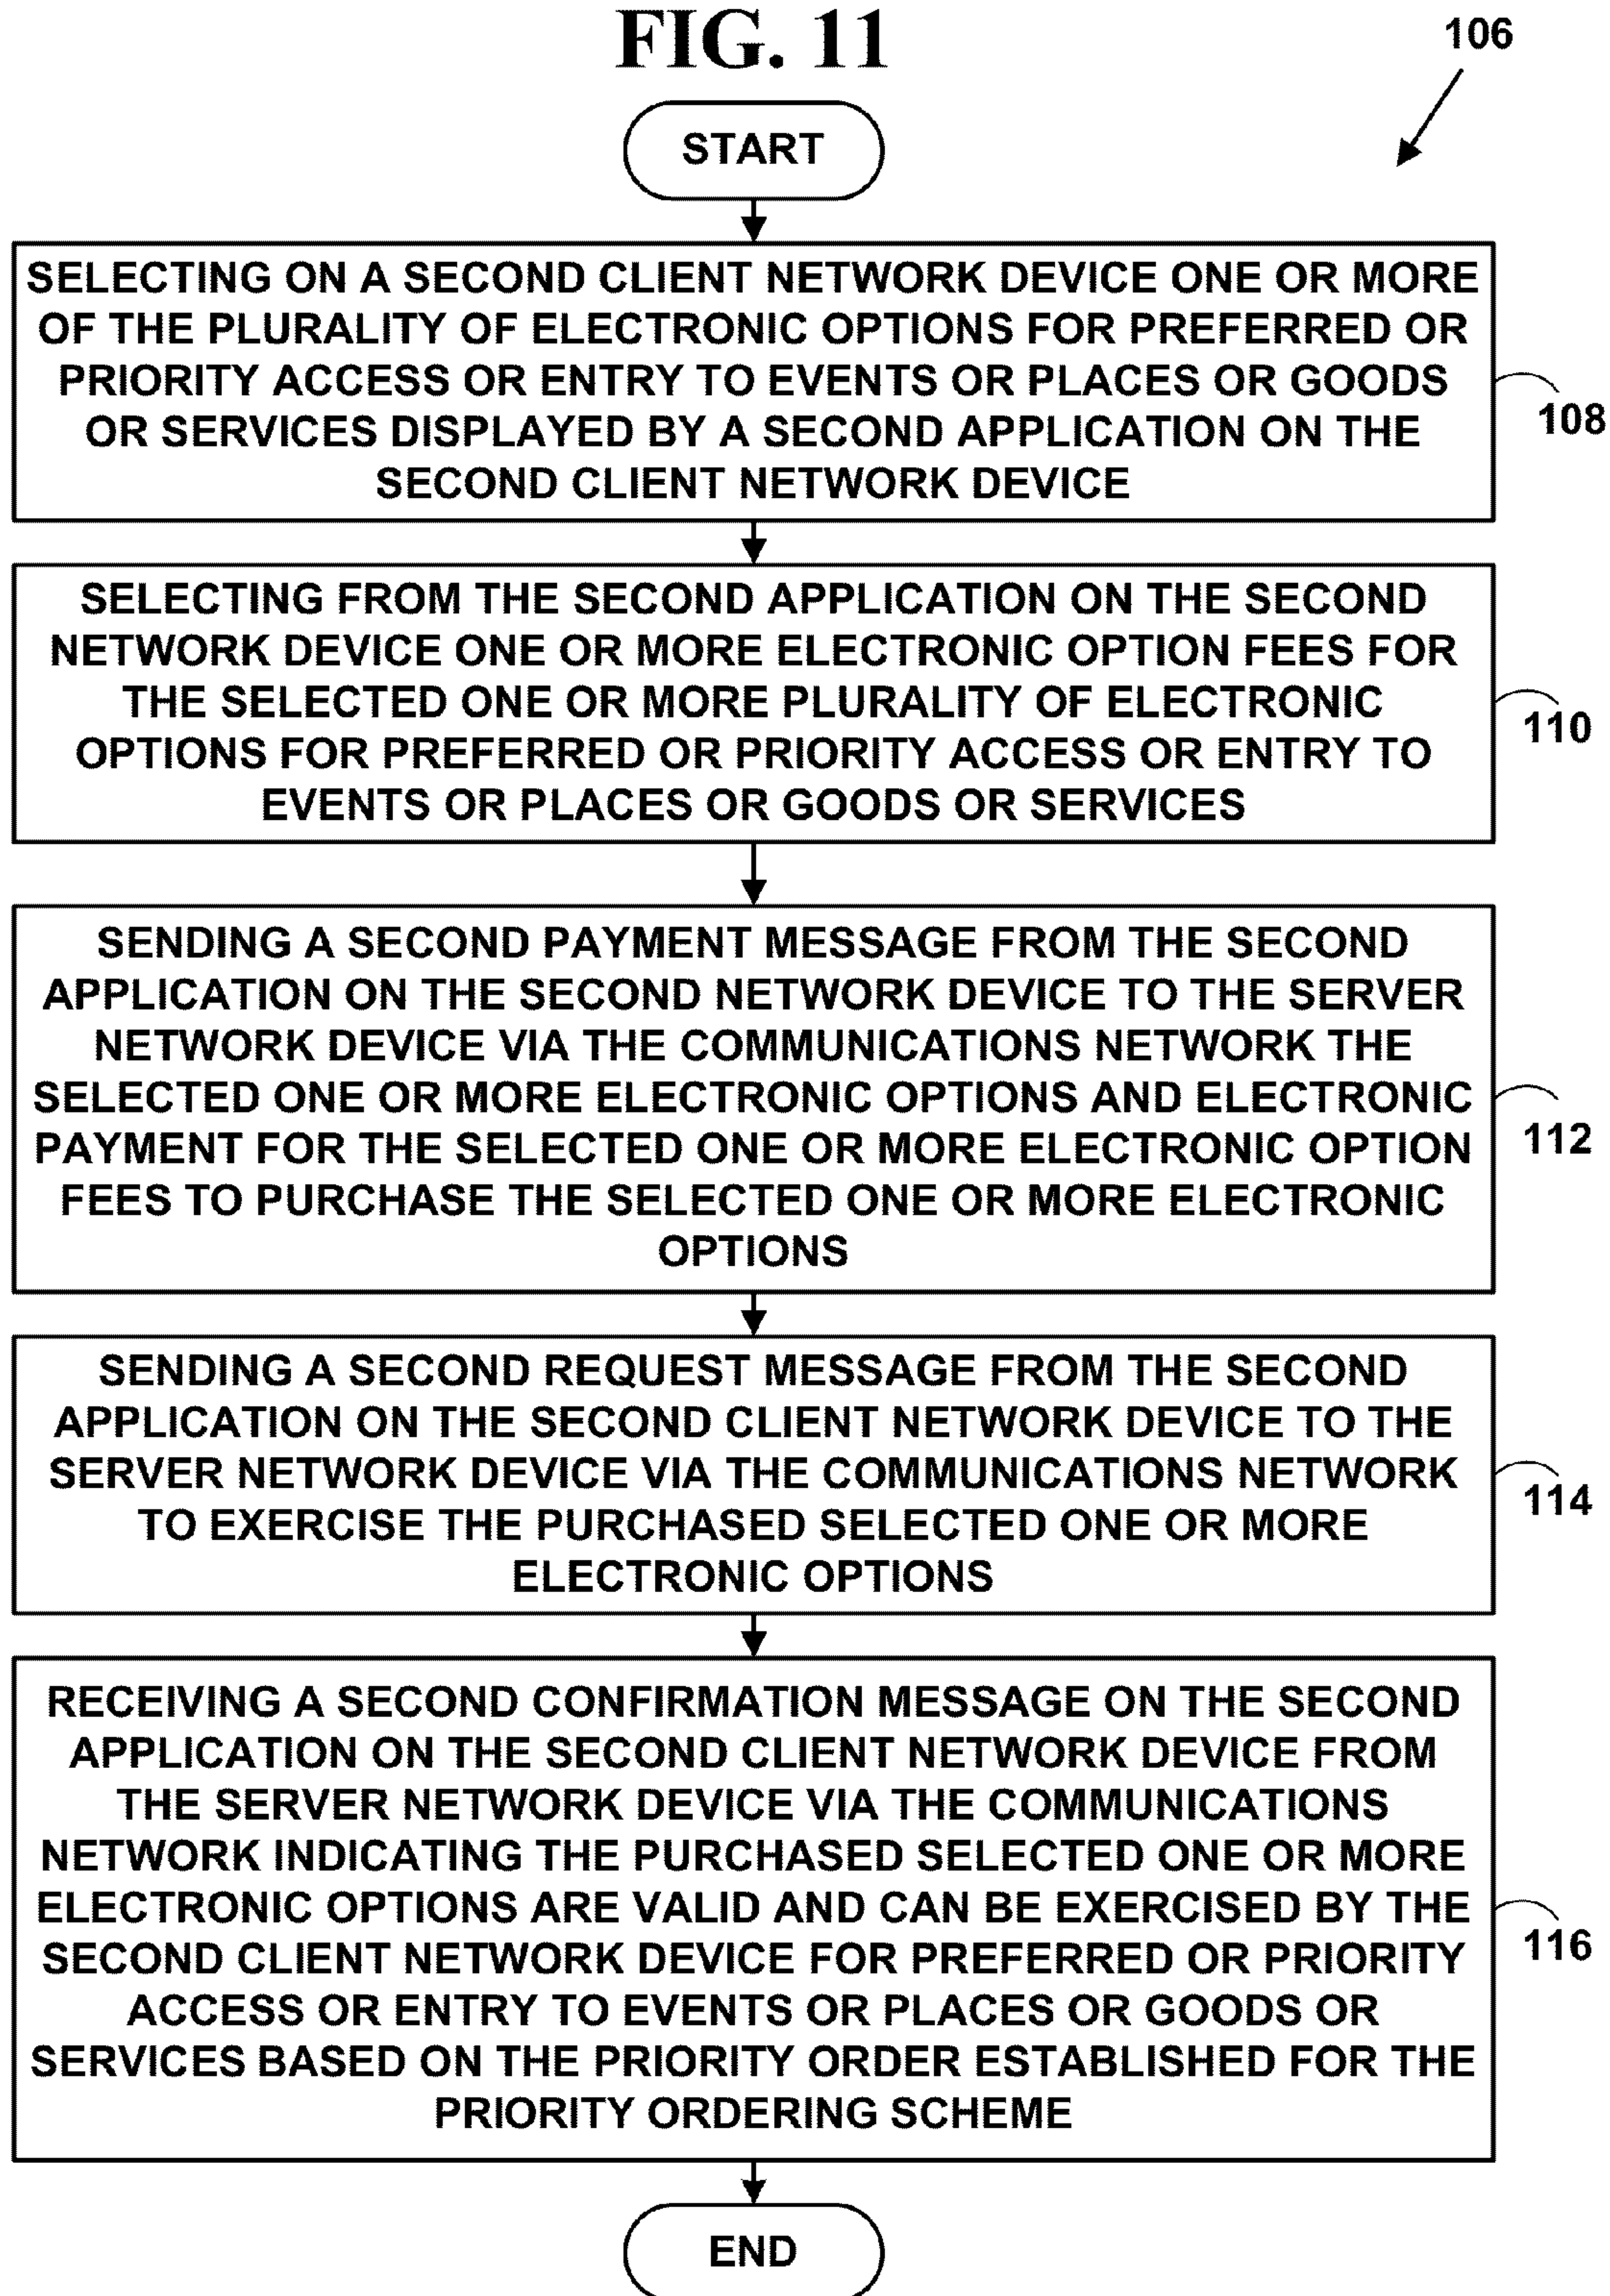 FIG. 11
106
START
SELECTING ON A SECOND CLIENT NETWORK DEVICE ONE OR MORE
OF THE PLURALITY OF ELECTRONIC OPTIONS FOR PREFERRED OR
PRIORITY ACCESS OR ENTRY TO EVENTS OR PLACES OR GOODS
OR SERVICES DISPLAYED BY A SECOND APPLICATION ON THE
SECOND CLIENT NETWORK DEVICE
108
SELECTING FROM THE SECOND APPLICATION ON THE SECOND
NETWORK DEVICE ONE OR MORE ELECTRONIC OPTION FEES FOR
THE SELECTED ONE OR MORE PLURALITY OF ELECTRONIC
OPTIONS FOR PREFERRED OR PRIORITY ACCESS OR ENTRY TO
EVENTS OR PLACES OR GOODS OR SERVICES
110
SENDING A SECOND PAYMENT MESSAGE FROM THE SECOND
APPLICATION ON THE SECOND NETWORK DEVICE TO THE SERVER
NETWORK DEVICE VIA THE COMMUNICATIONS NETWORK THE
SELECTED ONE OR MORE ELECTRONIC OPTIONS AND ELECTRONIC
PAYMENT FOR THE SELECTED ONE OR MORE ELECTRONIC OPTION
FEES TO PURCHASE THE SELECTED ONE OR MORE ELECTRONIC
OPTIONS
112
SENDING A SECOND REQUEST MESSAGE FROM THE SECOND
APPLICATION ON THE SECOND CLIENT NETWORK DEVICE TO THE
SERVER NETWORK DEVICE VIA THE COMMUNICATIONS NETWORK
TO EXERCISE THE PURCHASED SELECTED ONE OR MORE
ELECTRONIC OPTIONS
114
RECEIVING A SECOND CONFIRMATION MESSAGE ON THE SECOND
APPLICATION ON THE SECOND CLIENT NETWORK DEVICE FROM
THE SERVER NETWORK DEVICE VIA THE COMMUNICATIONS
NETWORK INDICATING THE PURCHASED SELECTED ONE OR MORE
ELECTRONIC OPTIONS ARE VALID AND CAN BE EXERCISED BY THE
SECOND CLIENT NETWORK DEVICE FOR PREFERRED OR PRIORITY
ACCESS OR ENTRY TO EVENTS OR PLACES OR GOODS OR
SERVICES BASED ON THE PRIORITY ORDER ESTABLISHED FOR THE
PRIORITY ORDERING SCHEME
116
END